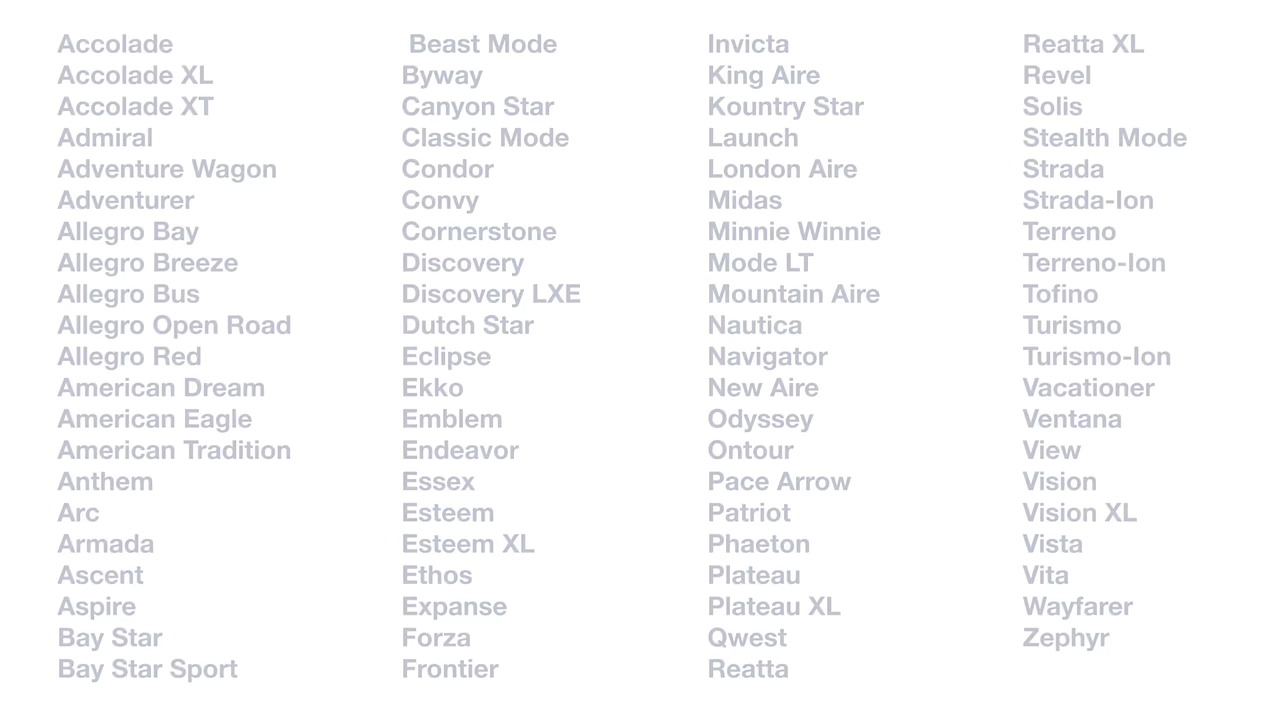 Accolade
Accolade XL
Accolade XT
Admiral
Adventure Wagon
Adventurer
Allegro Bay
Allegro Breeze
Allegro Bus
Allegro Open Road
Allegro Red
American Dream
American Eagle
American Tradition
Anthem
Arc
Armada
Ascent
Aspire
Bay Star
Bay Star Sport
Beast Mode
Byway
Canyon Star
Classic Mode
Condor
Convy
Cornerstone
Discovery
Discovery LXE
Dutch Star
Eclipse
Ekko
Emblem
Endeavor
Essex
Esteem
Esteem XL
Ethos
Expanse
Forza
Frontier
Invicta
King Aire
Kountry Star
Launch
London Aire
Midas
Minnie Winnie
Mode LT
Mountain Aire
Nautica
Navigator
New Aire
Odyssey
Ontour
Pace Arrow
Patriot
Phaeton
Plateau
Plateau XL
Qwest
Reatta
Reatta XL
Revel
Solis
Stealth Mode
Strada
Strada-Ion
Terreno
Terreno-Ion
Tofino
Turismo
Turismo-Ion
Vacationer
Ventana
View
Vision
Vision XL
Vista
Vita
Wayfarer
Zephyr